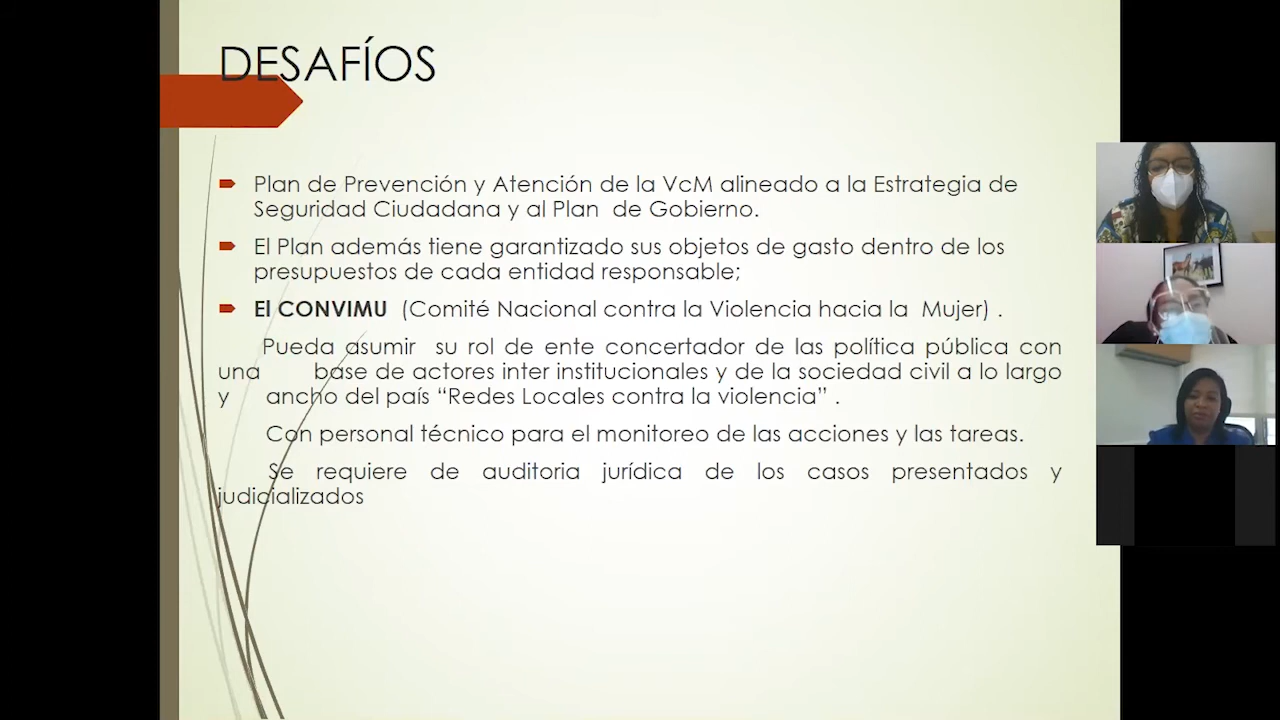 DESAFÍOS
Plan de Prevención y Atención de la VcM alineado a la Estrategia de
Seguridad Ciudadana y al Plan de Gobierno.
El Plan además tiene garantizado sus objetos de gasto dentro de los
presupuestos de cada entidad responsable;
El CONVIMU (Comité Nacional contra la Violencia hacia la Mujer) .
Pueda asumir su rol de ente concertador de las política pública con
una base de actores inter institucionales y de la sociedad civil a lo largo
y ancho del país “Redes Locales contra la violencia” .
Con personal técnico para el monitoreo de las acciones y las tareas.
Se requiere de auditoria jurídica de los casos presentados y
judicializados